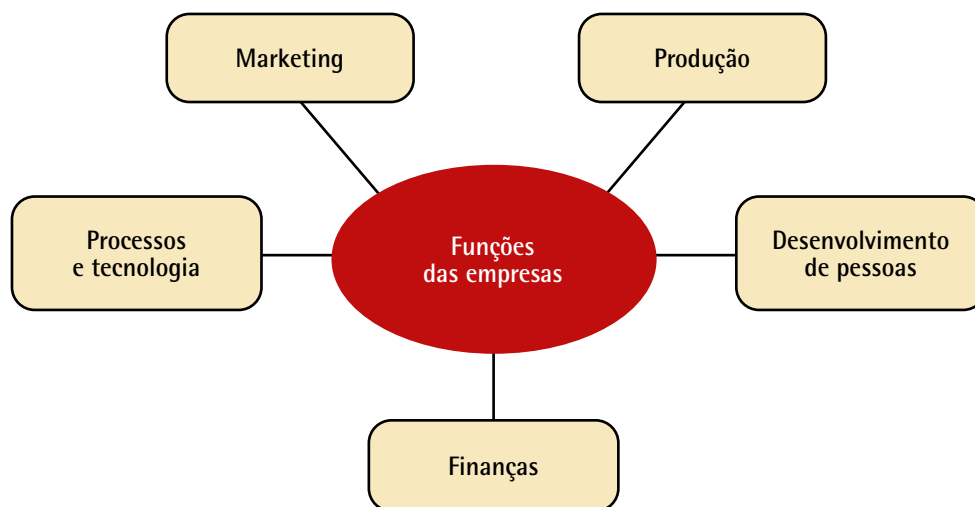 Marketing
Produção
Processos
e tecnologia
Funções
das empresas
Desenvolvimento
de pessoas
Finanças